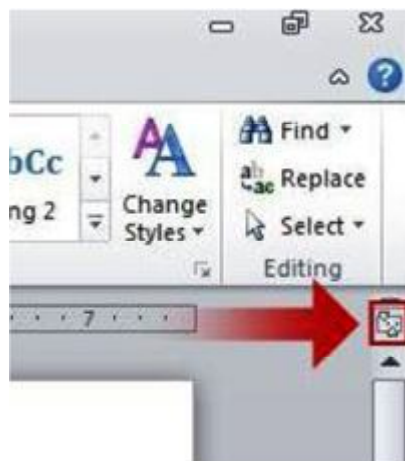 Find
bCc
Replace
ng 2
Change
Styles
Select
Editing
7